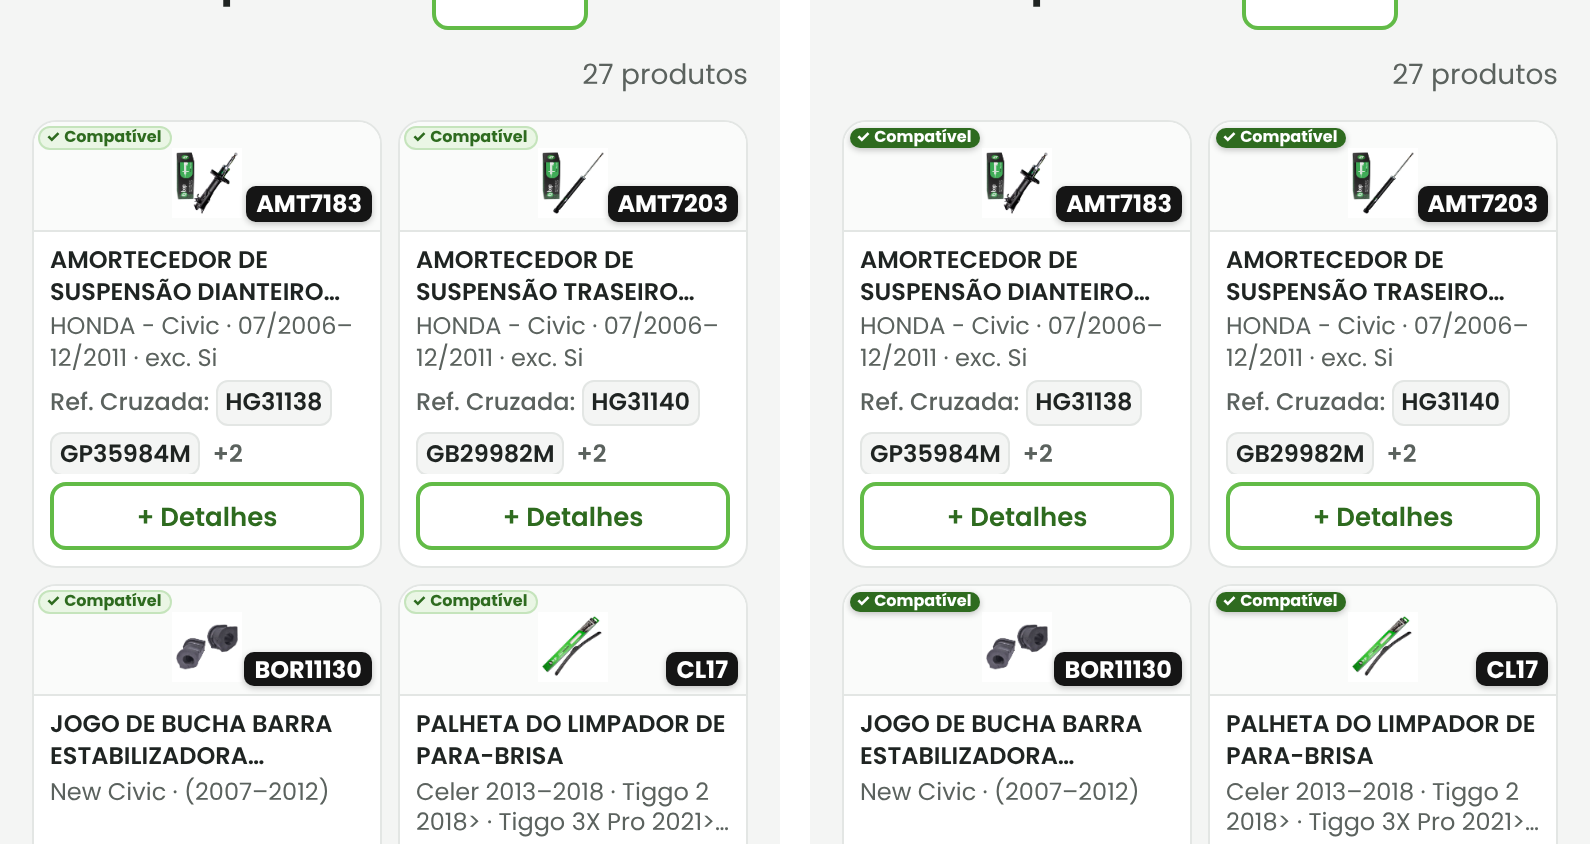 27 produtos
✓ Compatível
AMT7183
AMORTECEDOR DE
SUSPENSÃO DIANTEIRO...
HONDA - Civic · 07/2006–
12/2011 · exc. Si
Ref. Cruzada: HG31138
GP35984M +2
+ Detalhes
✓ Compatível
AMT7203
AMORTECEDOR DE
SUSPENSÃO TRASEIRO...
HONDA - Civic · 07/2006–
12/2011 · exc. Si
Ref. Cruzada: HG31140
GB29982M +2
+ Detalhes
✓ Compatível
BOR11130
JOGO DE BUCHA BARRA
ESTABILIZADORA...
New Civic · (2007–2012)
✓ Compatível
CL17
PALHETA DO LIMPADOR DE
PARA-BRISA
Celer 2013–2018 · Tiggo 2
2018> · Tiggo 3X Pro 2021>...
27 produtos
✓ Compatível
AMT7183
AMORTECEDOR DE
SUSPENSÃO DIANTEIRO...
HONDA - Civic · 07/2006–
12/2011 · exc. Si
Ref. Cruzada: HG31138
GP35984M +2
+ Detalhes
✓ Compatível
AMT7203
AMORTECEDOR DE
SUSPENSÃO TRASEIRO...
HONDA - Civic · 07/2006–
12/2011 · exc. Si
Ref. Cruzada: HG31140
GB29982M +2
+ Detalhes
✓ Compatível
BOR11130
JOGO DE BUCHA BARRA
ESTABILIZADORA...
New Civic · (2007–2012)
✓ Compatível
CL17
PALHETA DO LIMPADOR DE
PARA-BRISA
Celer 2013–2018 · Tiggo 2
2018> · Tiggo 3X Pro 2021>...